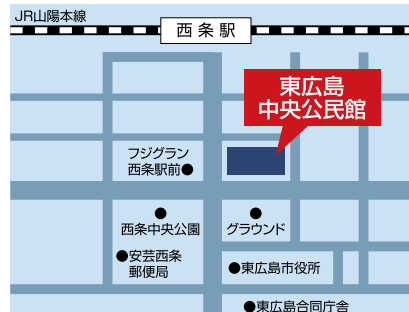 JR山陽本線
西条駅
東広島
中央公民館
フジグラン
西条駅前
西条中央公園
グラウンド
安芸西条
郵便局
東広島市役所
東広島合同庁舎